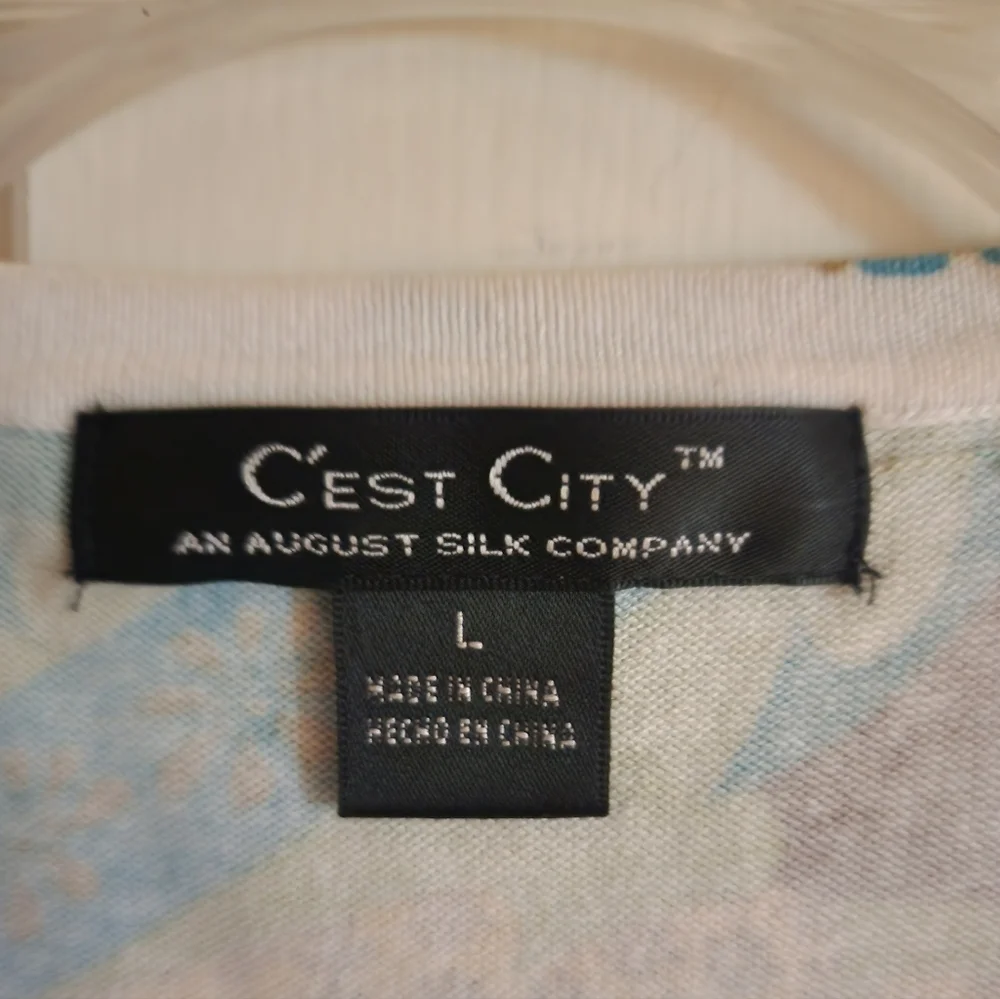 C'EST CITY™
AN AUGUST SILK COMPANY
L
MADE IN CHINA
HECHO EN CHINA